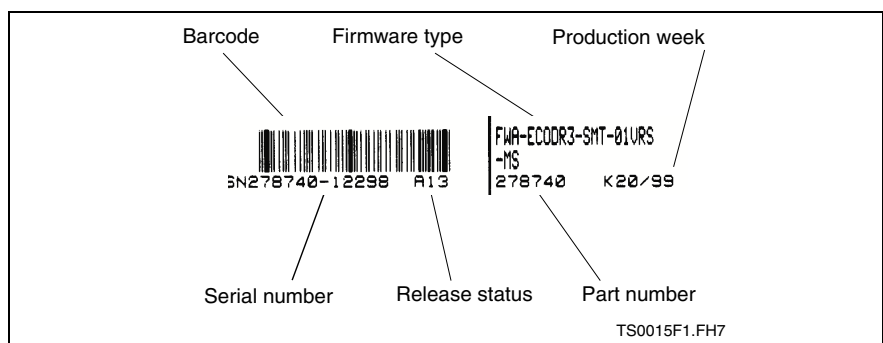 Barcode Firmware type Production week
FWA-ECODR3-SMT-01VRS
-MS
SN278740-12298 A13 278740 K20/99
Serial number Release status Part number
TS0015F1.FH7